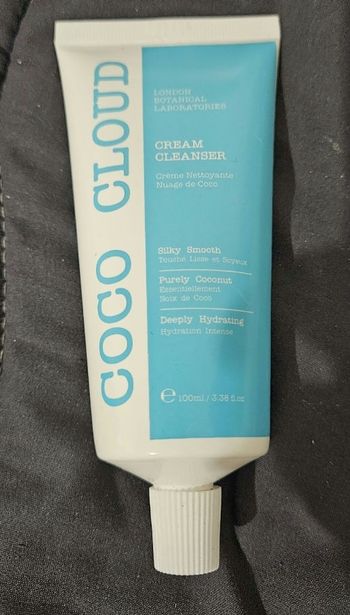 COCO CLOUD
LONDON
BOTANICAL
LABORATORIES
CREAM
CLEANSER
Crème Nettoyante
Nuage de Coco
Silky Smooth
Touche Lisse et Soyeux
Purely Coconut
Essentiellement
Noix de Coco
Deeply Hydrating
Hydration Intense
e 100ml / 3.38 fl.oz